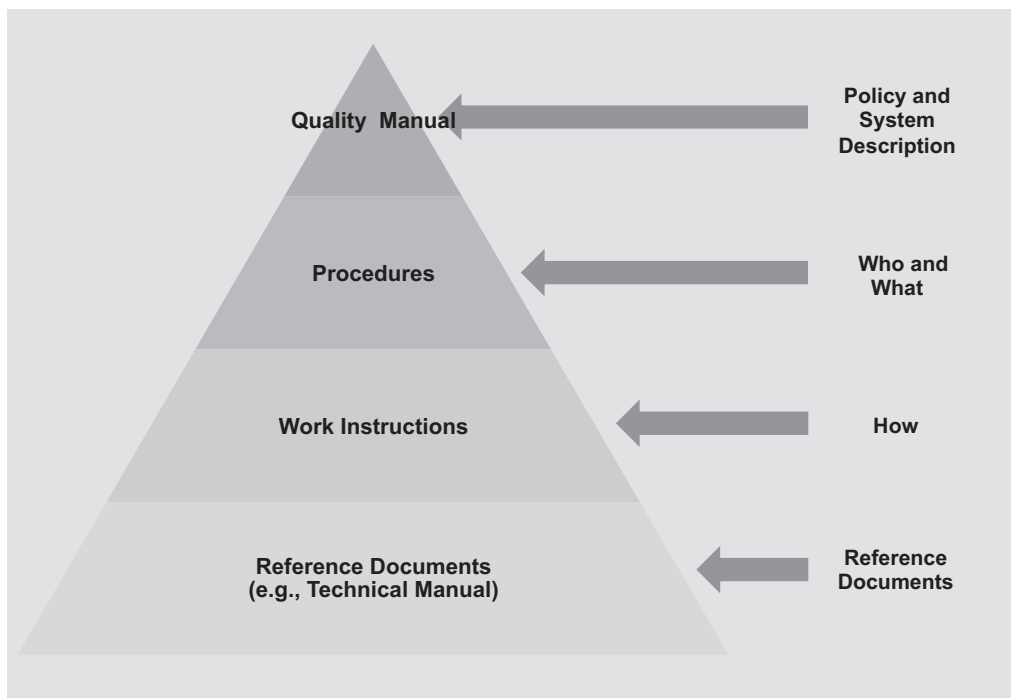 Quality Manual
Policy and
System
Description
Procedures
Who and
What
Work Instructions
How
Reference Documents
(e.g., Technical Manual)
Reference
Documents